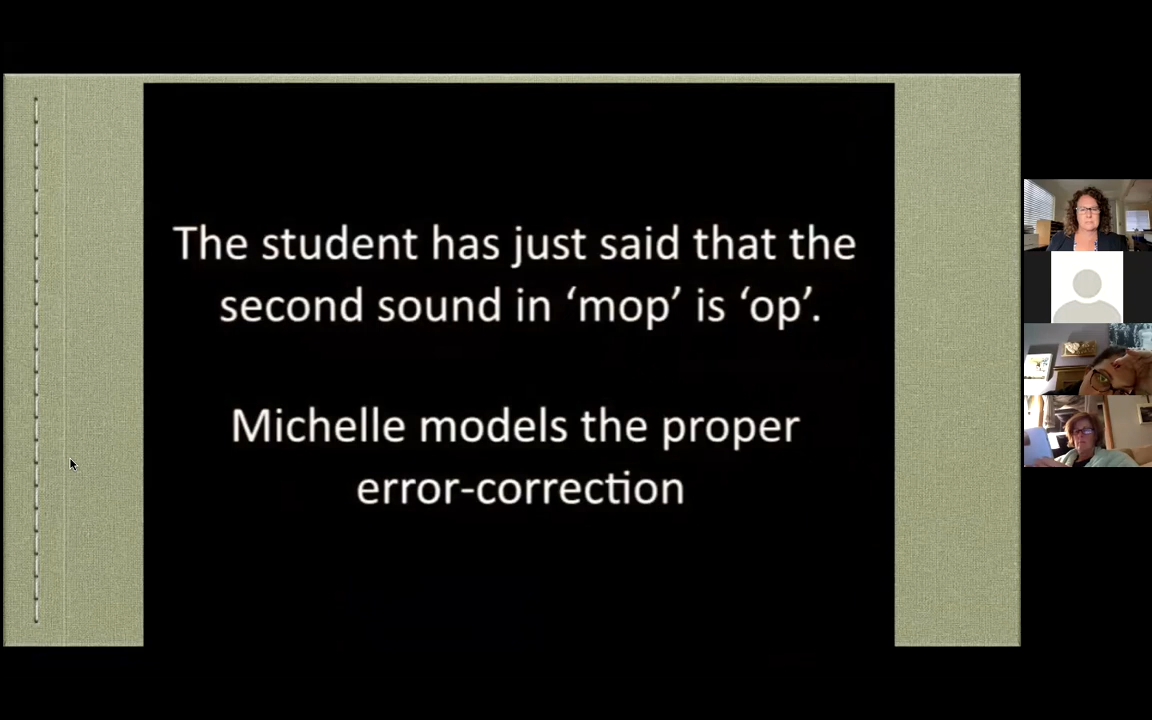 The student has just said that the
second sound in ‘mop’ is ‘op’.
Michelle models the proper
error-correction